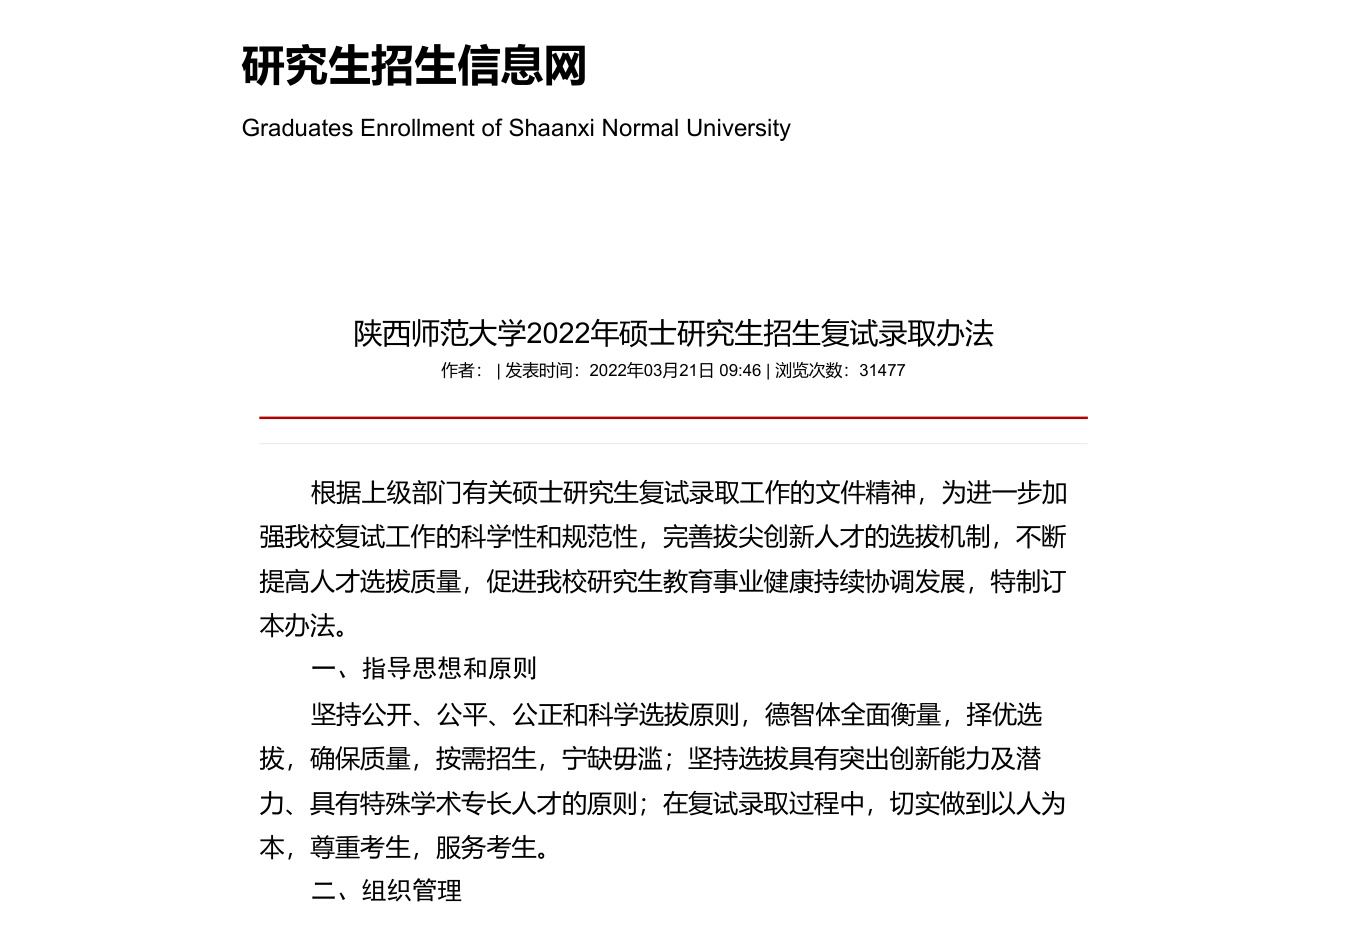 研究生招生信息网
Graduates Enrollment of Shaanxi Normal University
陕西师范大学2022年硕士研究生招生复试录取办法
作者： | 发表时间：2022年03月21日 09:46 | 浏览次数：31477
根据上级部门有关硕士研究生复试录取工作的文件精神，为进一步加
强我校复试工作的科学性和规范性，完善拔尖创新人才的选拔机制，不断
提高人才选拔质量，促进我校研究生教育事业健康持续协调发展，特制订
本办法。
一、指导思想和原则
坚持公开、公平、公正和科学选拔原则，德智体全面衡量，择优选
拔，确保质量，按需招生，宁缺毋滥；坚持选拔具有突出创新能力及潜
力、具有特殊学术专长人才的原则；在复试录取过程中，切实做到以人为
本，尊重考生，服务考生。
二、组织管理